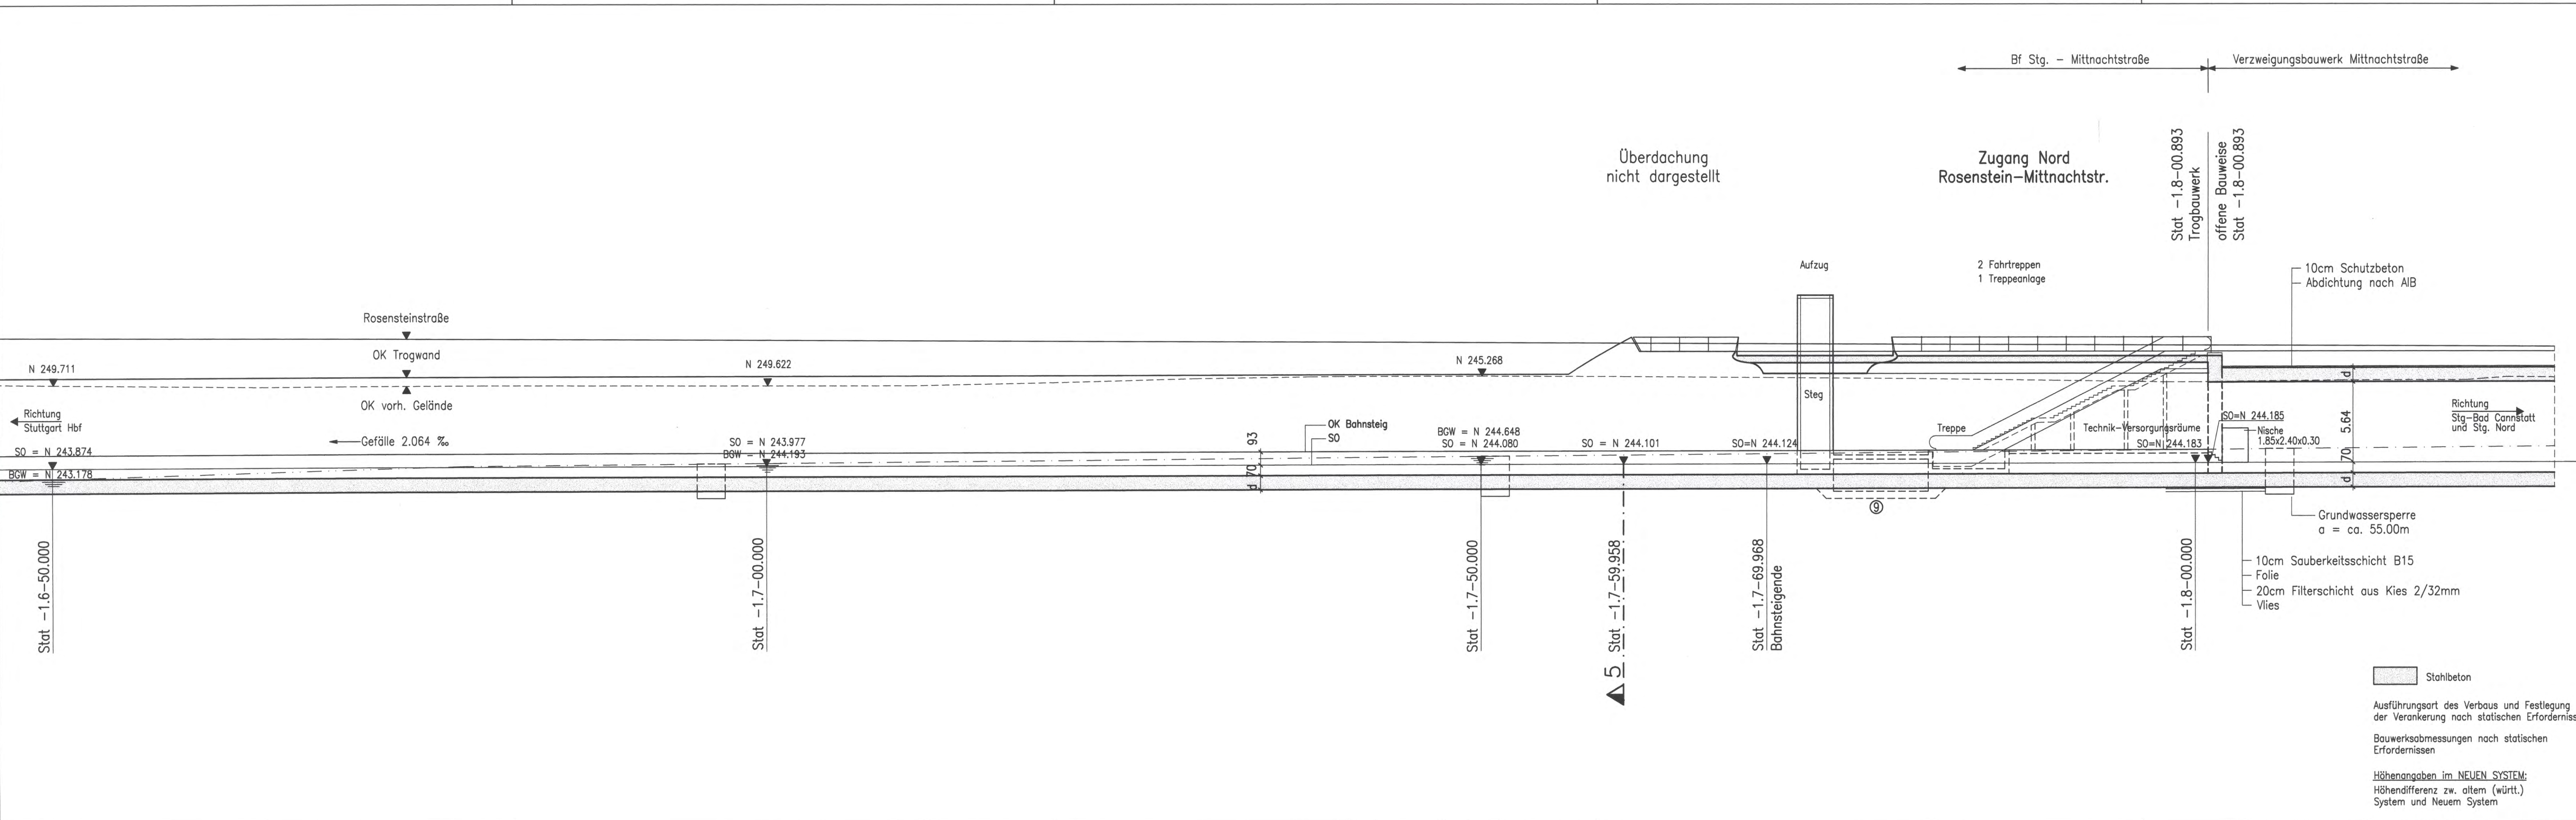 Bf Stg. – Mittnachtstraße
Verzweigungsbauwerk Mittnachtstraße
Stat -1.8-00.893
Trogbauwerk
offene Bauweise
Stat -1.8-00.893
Überdachung
nicht dargestellt
Zugang Nord
Rosenstein-Mittnachtstr.
Aufzug
2 Fahrtreppen
1 Treppeanlage
10cm Schutzbeton
Abdichtung nach AIB
Rosensteinstraße
OK Trogwand
N 249.711
N 249.622
N 245.268
OK vorh. Gelände
Steg
d
5.64
70
d
Richtung
Stuttgart Hbf
Gefälle 2.064 ‰
SO = N 243.874
BGW = N 243.178
SO = N 243.977
BGW = N 244.193
93
70
d
OK Bahnsteig
SO
BGW = N 244.648
SO = N 244.080
SO = N 244.101
SO=N 244.124
Treppe
Technik-Versorgungsräume
SO=N 244.183
SO=N 244.185
Nische
1.85x2.40x0.30
Richtung
Stg-Bad Cannstatt
und Stg. Nord
9
Grundwassersperre
a = ca. 55.00m
10cm Sauberkeitsschicht B15
Folie
20cm Filterschicht aus Kies 2/32mm
Vlies
Stat -1.6-50.000
Stat -1.7-00.000
Stat -1.7-50.000
5 Stat -1.7-59.958
Stat -1.7-69.968
Bahnsteigende
Stat -1.8-00.000
Stahlbeton
Ausführungsart des Verbaus und Festlegung
der Verankerung nach statischen Erforderniss
Bauwerksabmessungen nach statischen
Erfordernissen
Höhenangaben im NEUEN SYSTEM:
Höhendifferenz zw. altem (württ.)
System und Neuem System